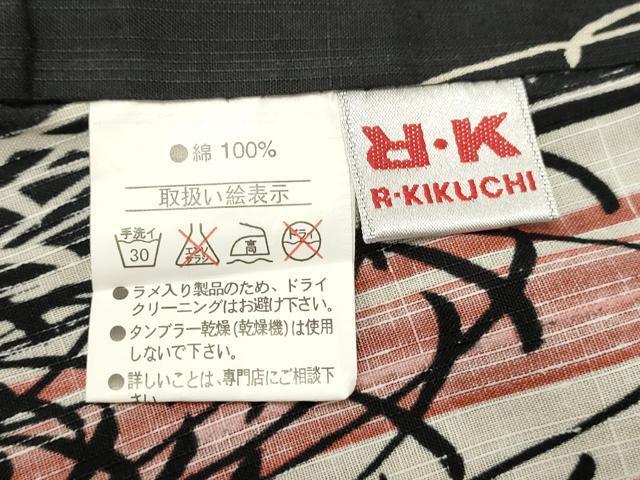 ●綿 100%
取扱い絵表示
手洗イ
30
エンソ
サラシ
高
ドライ
●ラメ入り製品のため、ドライ
クリーニングはお避け下さい。
●タンブラー乾燥(乾燥機)は使用
しないで下さい。
●詳しいことは、専門店にご相談下
さい。
R·K
R·KIKUCHI